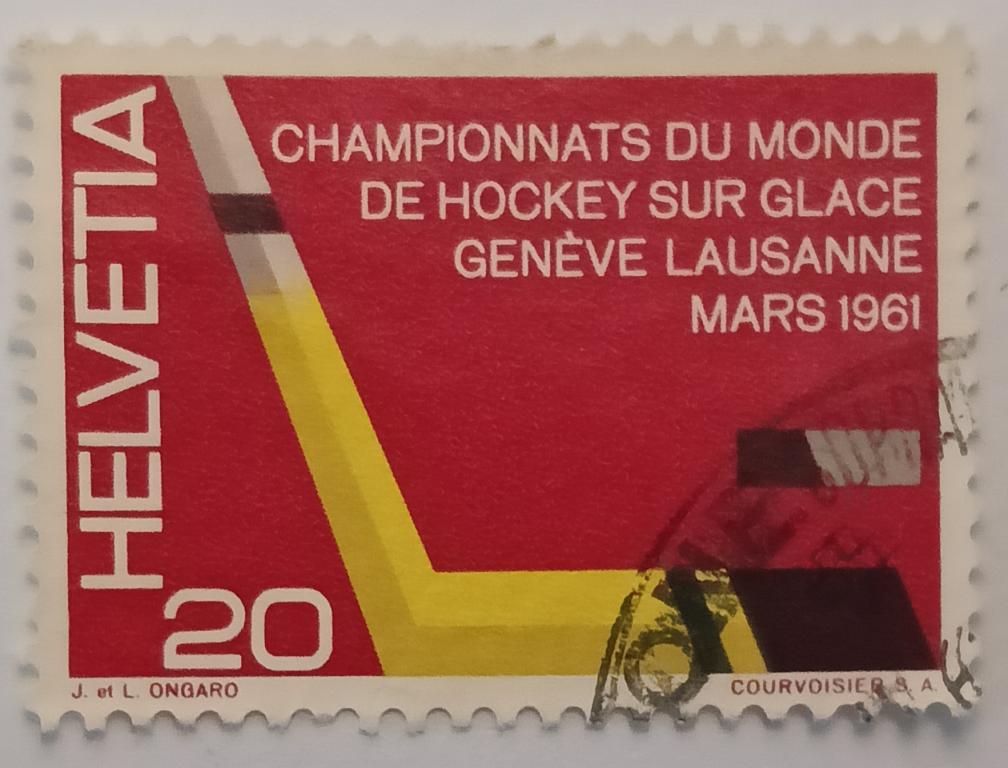 HELVETIA
CHAMPIONNATS DU MONDE
DE HOCKEY SUR GLACE
GENÈVE LAUSANNE
MARS 1961
20
J. et L. ONGARO
COURVOISIER S. A.